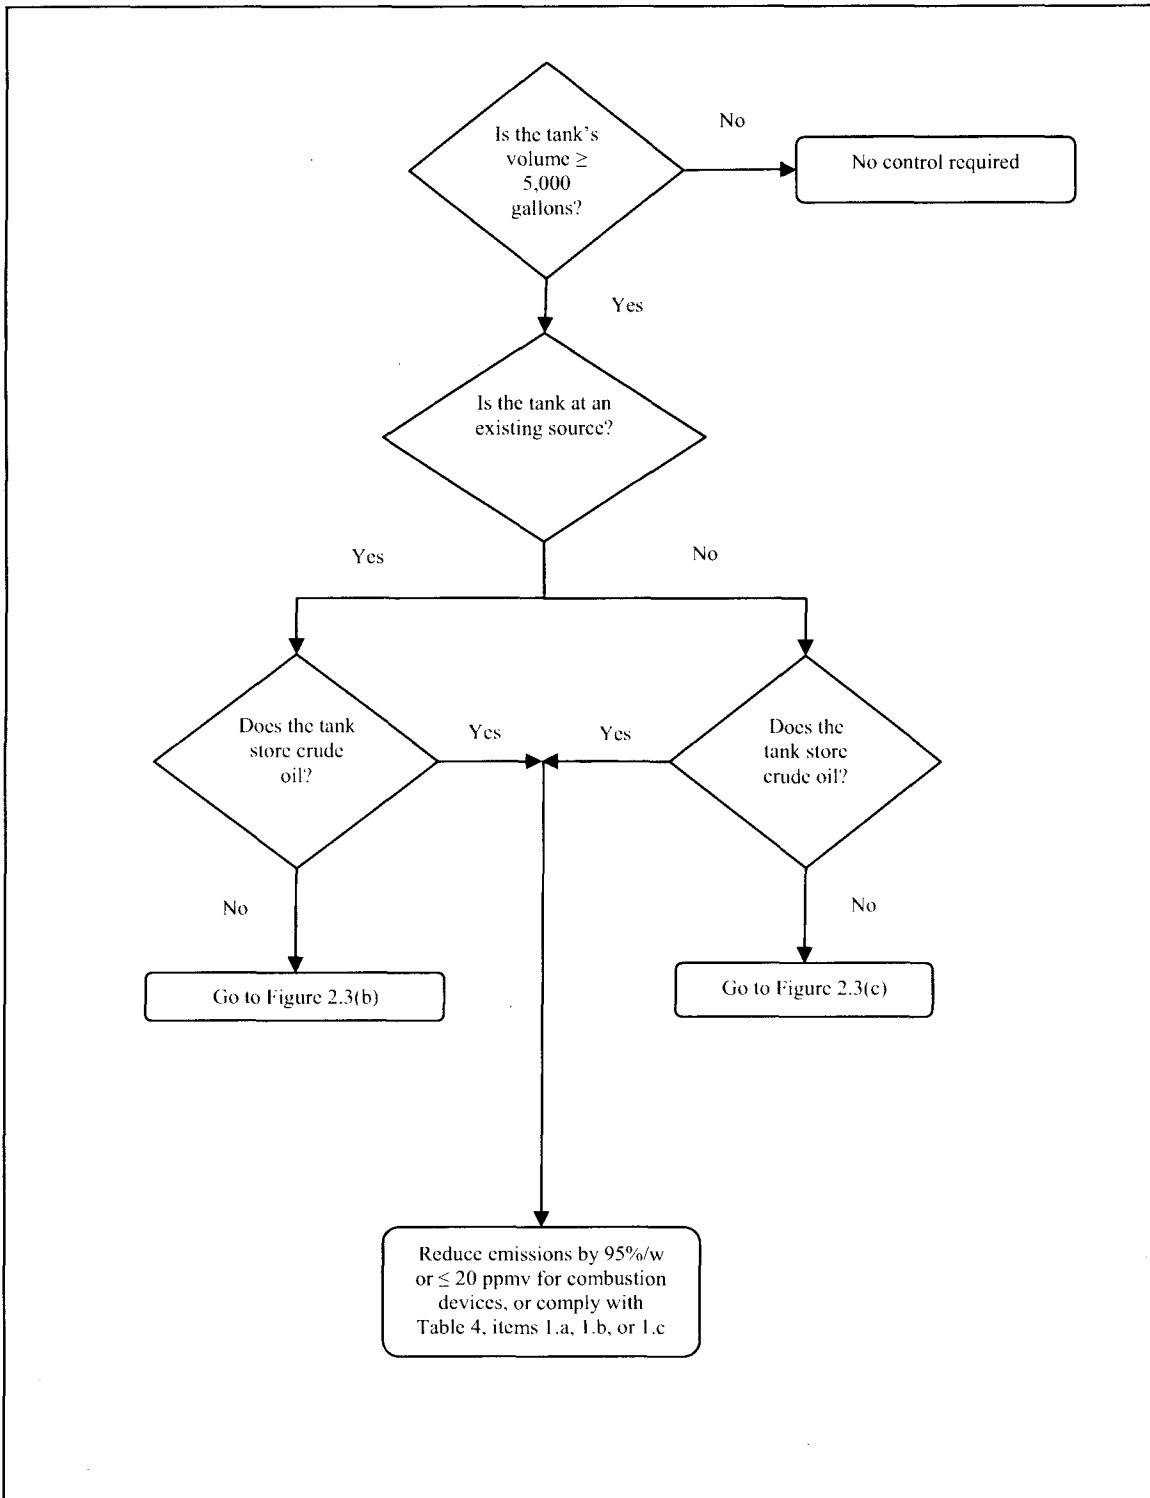 Is the tank's
volume ≥
5,000
gallons?
No
No control required
Yes
Is the tank at an
existing source?
Yes
No
Does the tank
store crude
oil?
Yes
Yes
Does the
tank store
crude oil?
No
No
Go to Figure 2.3(b)
Go to Figure 2.3(c)
Reduce emissions by 95%/w
or ≤ 20 ppmv for combustion
devices, or comply with
Table 4, items 1.a, 1.b, or 1.c